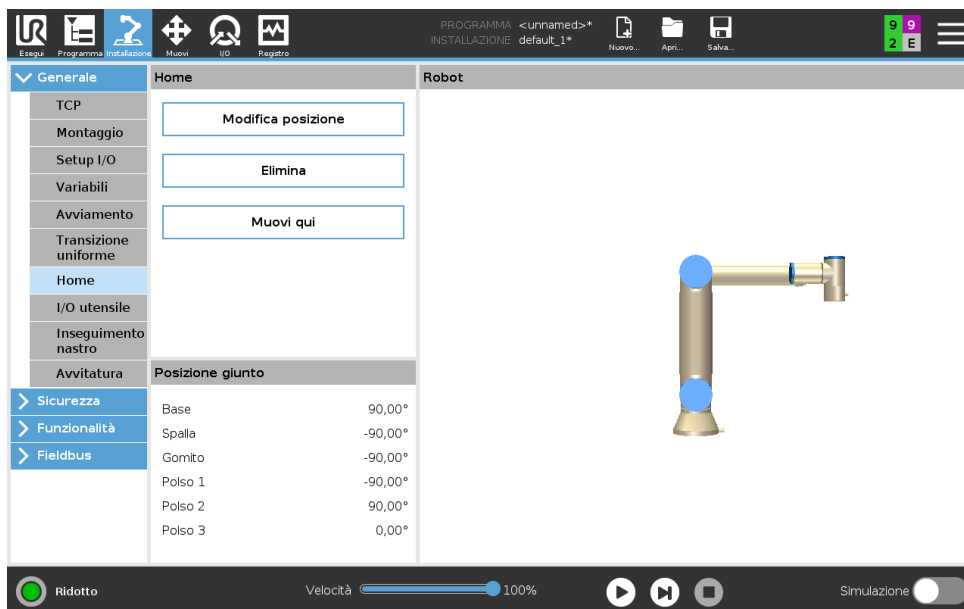 PROGRAMMA <unnamed>*
INSTALLAZIONE default_1*
Esegui Programma Installazione Muovi I/O Registro Nuovo... Apri... Salva...
9 9
2 E
Generale
TCP
Montaggio
Setup I/O
Variabili
Avviamento
Transizione
uniforme
Home
I/O utensile
Inseguimento
nastro
Avvitatura
Sicurezza
Funzionalità
Fieldbus
Home
Modifica posizione
Elimina
Muovi qui
Posizione giunto
Base 90,00°
Spalla -90,00°
Gomito -90,00°
Polso 1 -90,00°
Polso 2 90,00°
Polso 3 0,00°
Robot
Ridotto Velocità 100% Simulazione